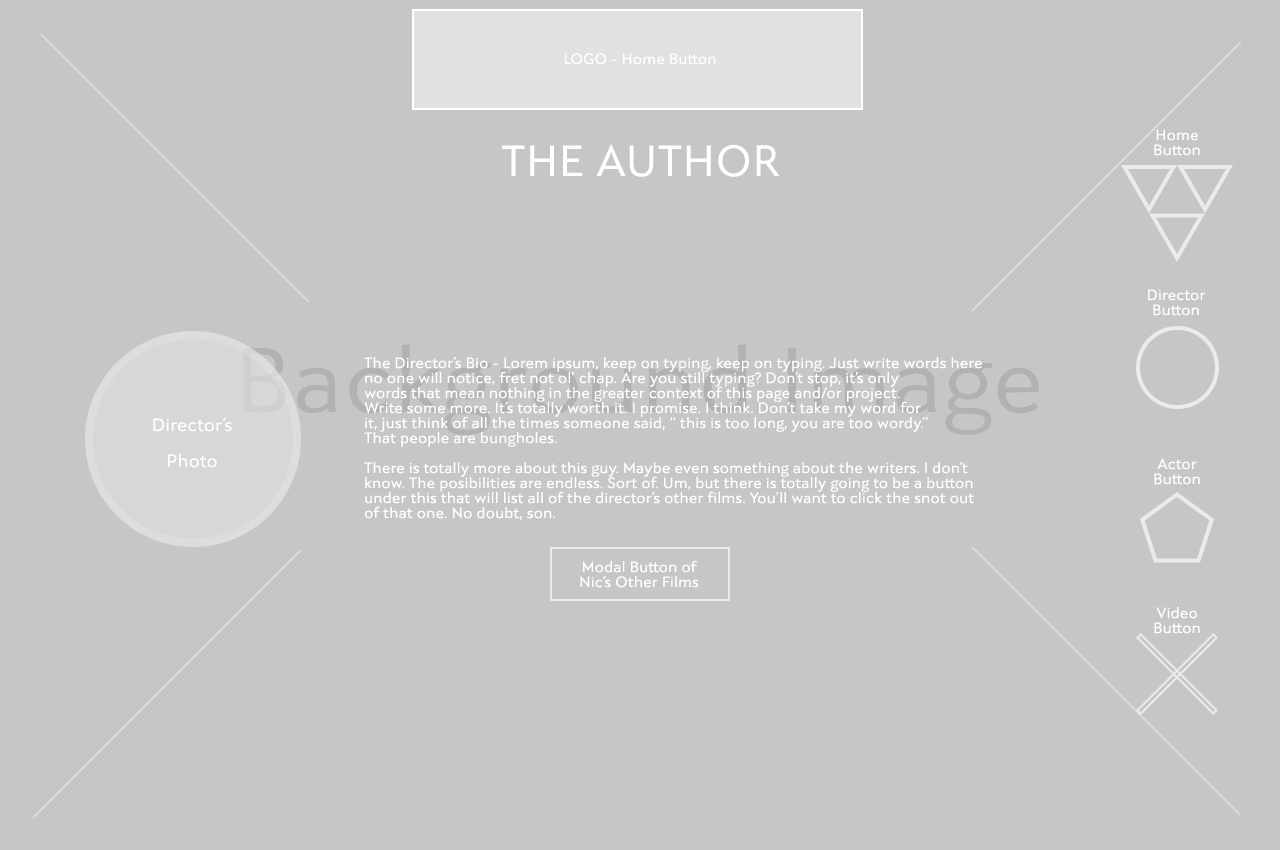 LOGO - Home Button
THE AUTHOR
Home
Button
Director
Button
Background Image
Director's
Photo
The Director's Bio - Lorem ipsum, keep on typing, keep on typing. Just write words here
no one will notice, fret not ol' chap. Are you still typing? Don't stop, it's only
words that mean nothing in the greater context of this page and/or project.
Write some more. It's totally worth it. I promise. I think. Don't take my word for
it, just think of all the times someone said, " this is too long, you are too wordy."
That people are bungholes.
There is totally more about this guy. Maybe even something about the writers. I don't
know. The posibilities are endless. Sort of. Um, but there is totally going to be a button
under this that will list all of the director's other films. You'll want to click the snot out
of that one. No doubt, son.
Modal Button of
Nic's Other Films
Actor
Button
Video
Button